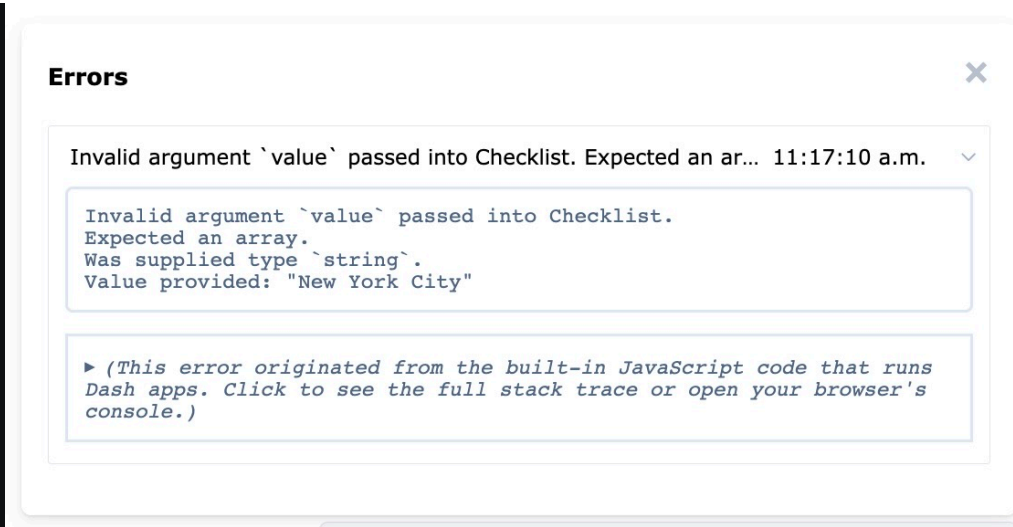 Errors
Invalid argument `value` passed into Checklist. Expected an ar... 11:17:10 a.m.
Invalid argument `value` passed into Checklist.
Expected an array.
Was supplied type `string`.
Value provided: "New York City"
▸ (This error originated from the built-in JavaScript code that runs
Dash apps. Click to see the full stack trace or open your browser's
console.)